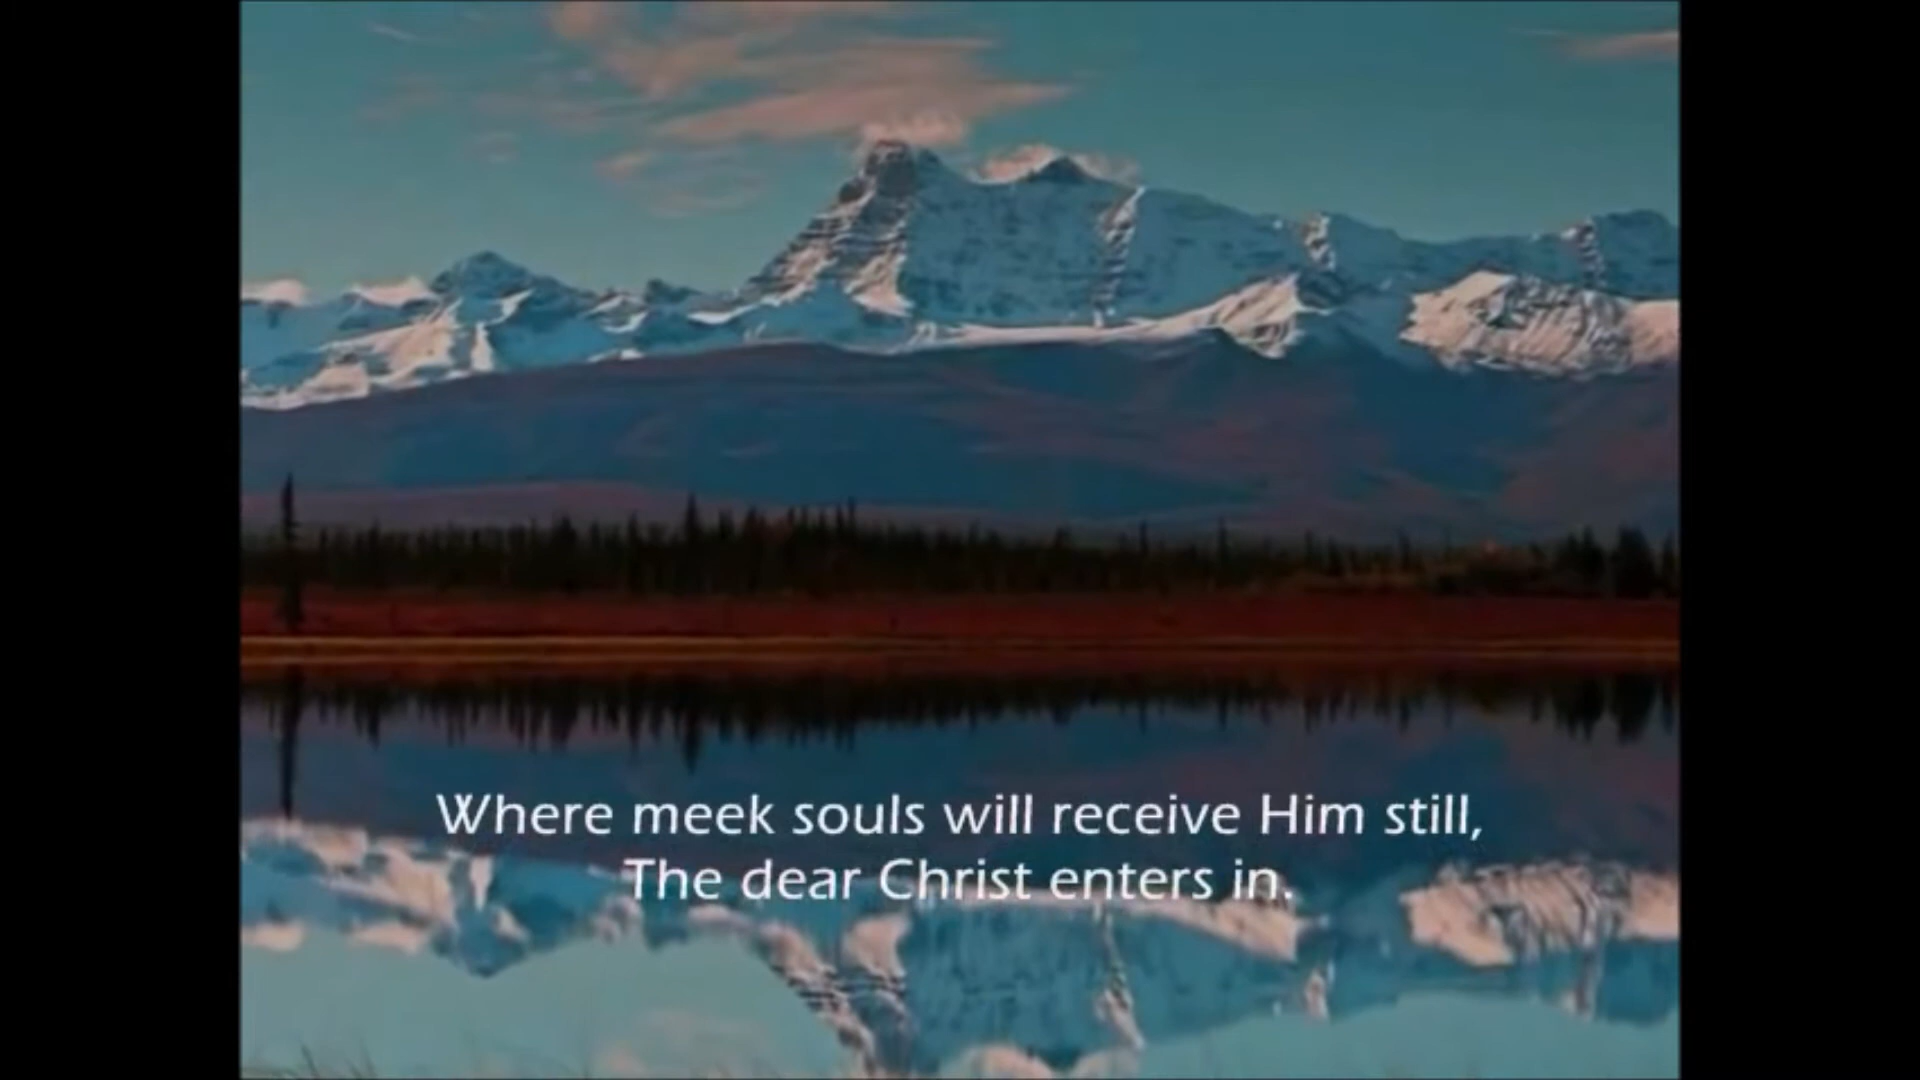 Where meek souls will receive Him still,
The dear Christ enters in.